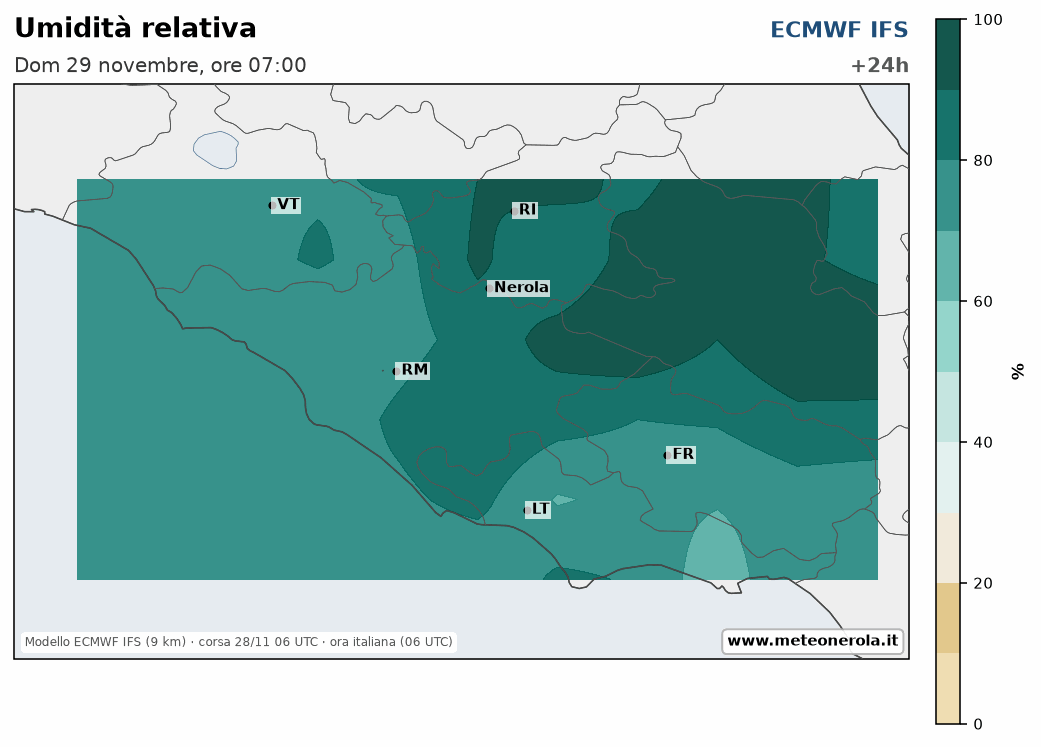 Umidità relativa
ECMWF IFS
Dom 29 novembre, ore 07:00
+24h
100
80
60
40
20
0
%
VT
RI
Nerola
RM
FR
LT
Modello ECMWF IFS (9 km) · corsa 28/11 06 UTC · ora italiana (06 UTC)
www.meteonerola.it